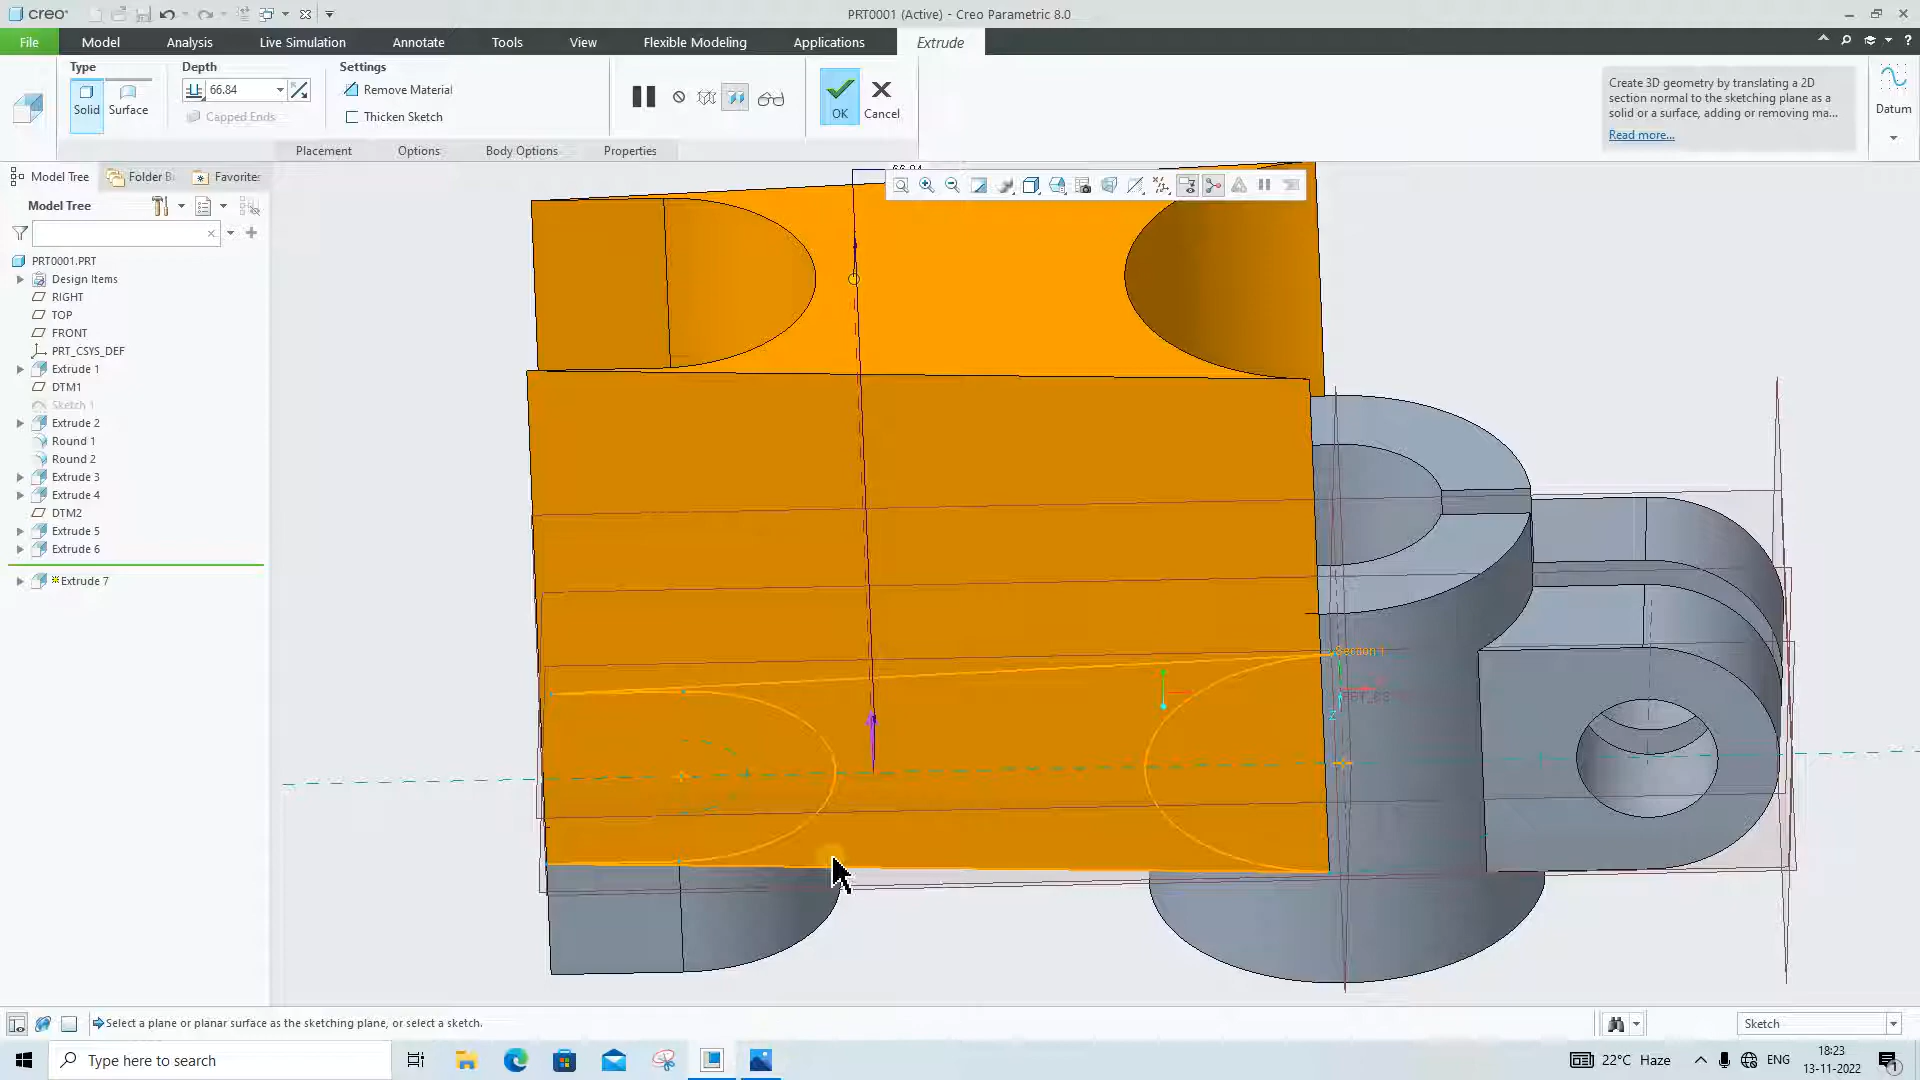 creo
PRT0001 (Active) - Creo Parametric 8.0
File Model Analysis Live Simulation Annotate Tools View Flexible Modeling Applications Extrude
Type Depth Settings
Solid Surface 66.84 Remove Material
Capped Ends Thicken Sketch
OK Cancel
Create 3D geometry by translating a 2D
section normal to the sketching plane as a
solid or a surface, adding or removing ma...
Read more...
Datum
Placement Options Body Options Properties
Model Tree Folder B Favorite
Model Tree
PRT0001.PRT
Design Items
RIGHT
TOP
FRONT
PRT_CSYS_DEF
Extrude 1
DTM1
Sketch 1
Extrude 2
Round 1
Round 2
Extrude 3
Extrude 4
DTM2
Extrude 5
Extrude 6
Extrude 7
Section 1
Z
Select a plane or planar surface as the sketching plane, or select a sketch.
Sketch
Type here to search
22°C Haze
ENG
18:23
13-11-2022